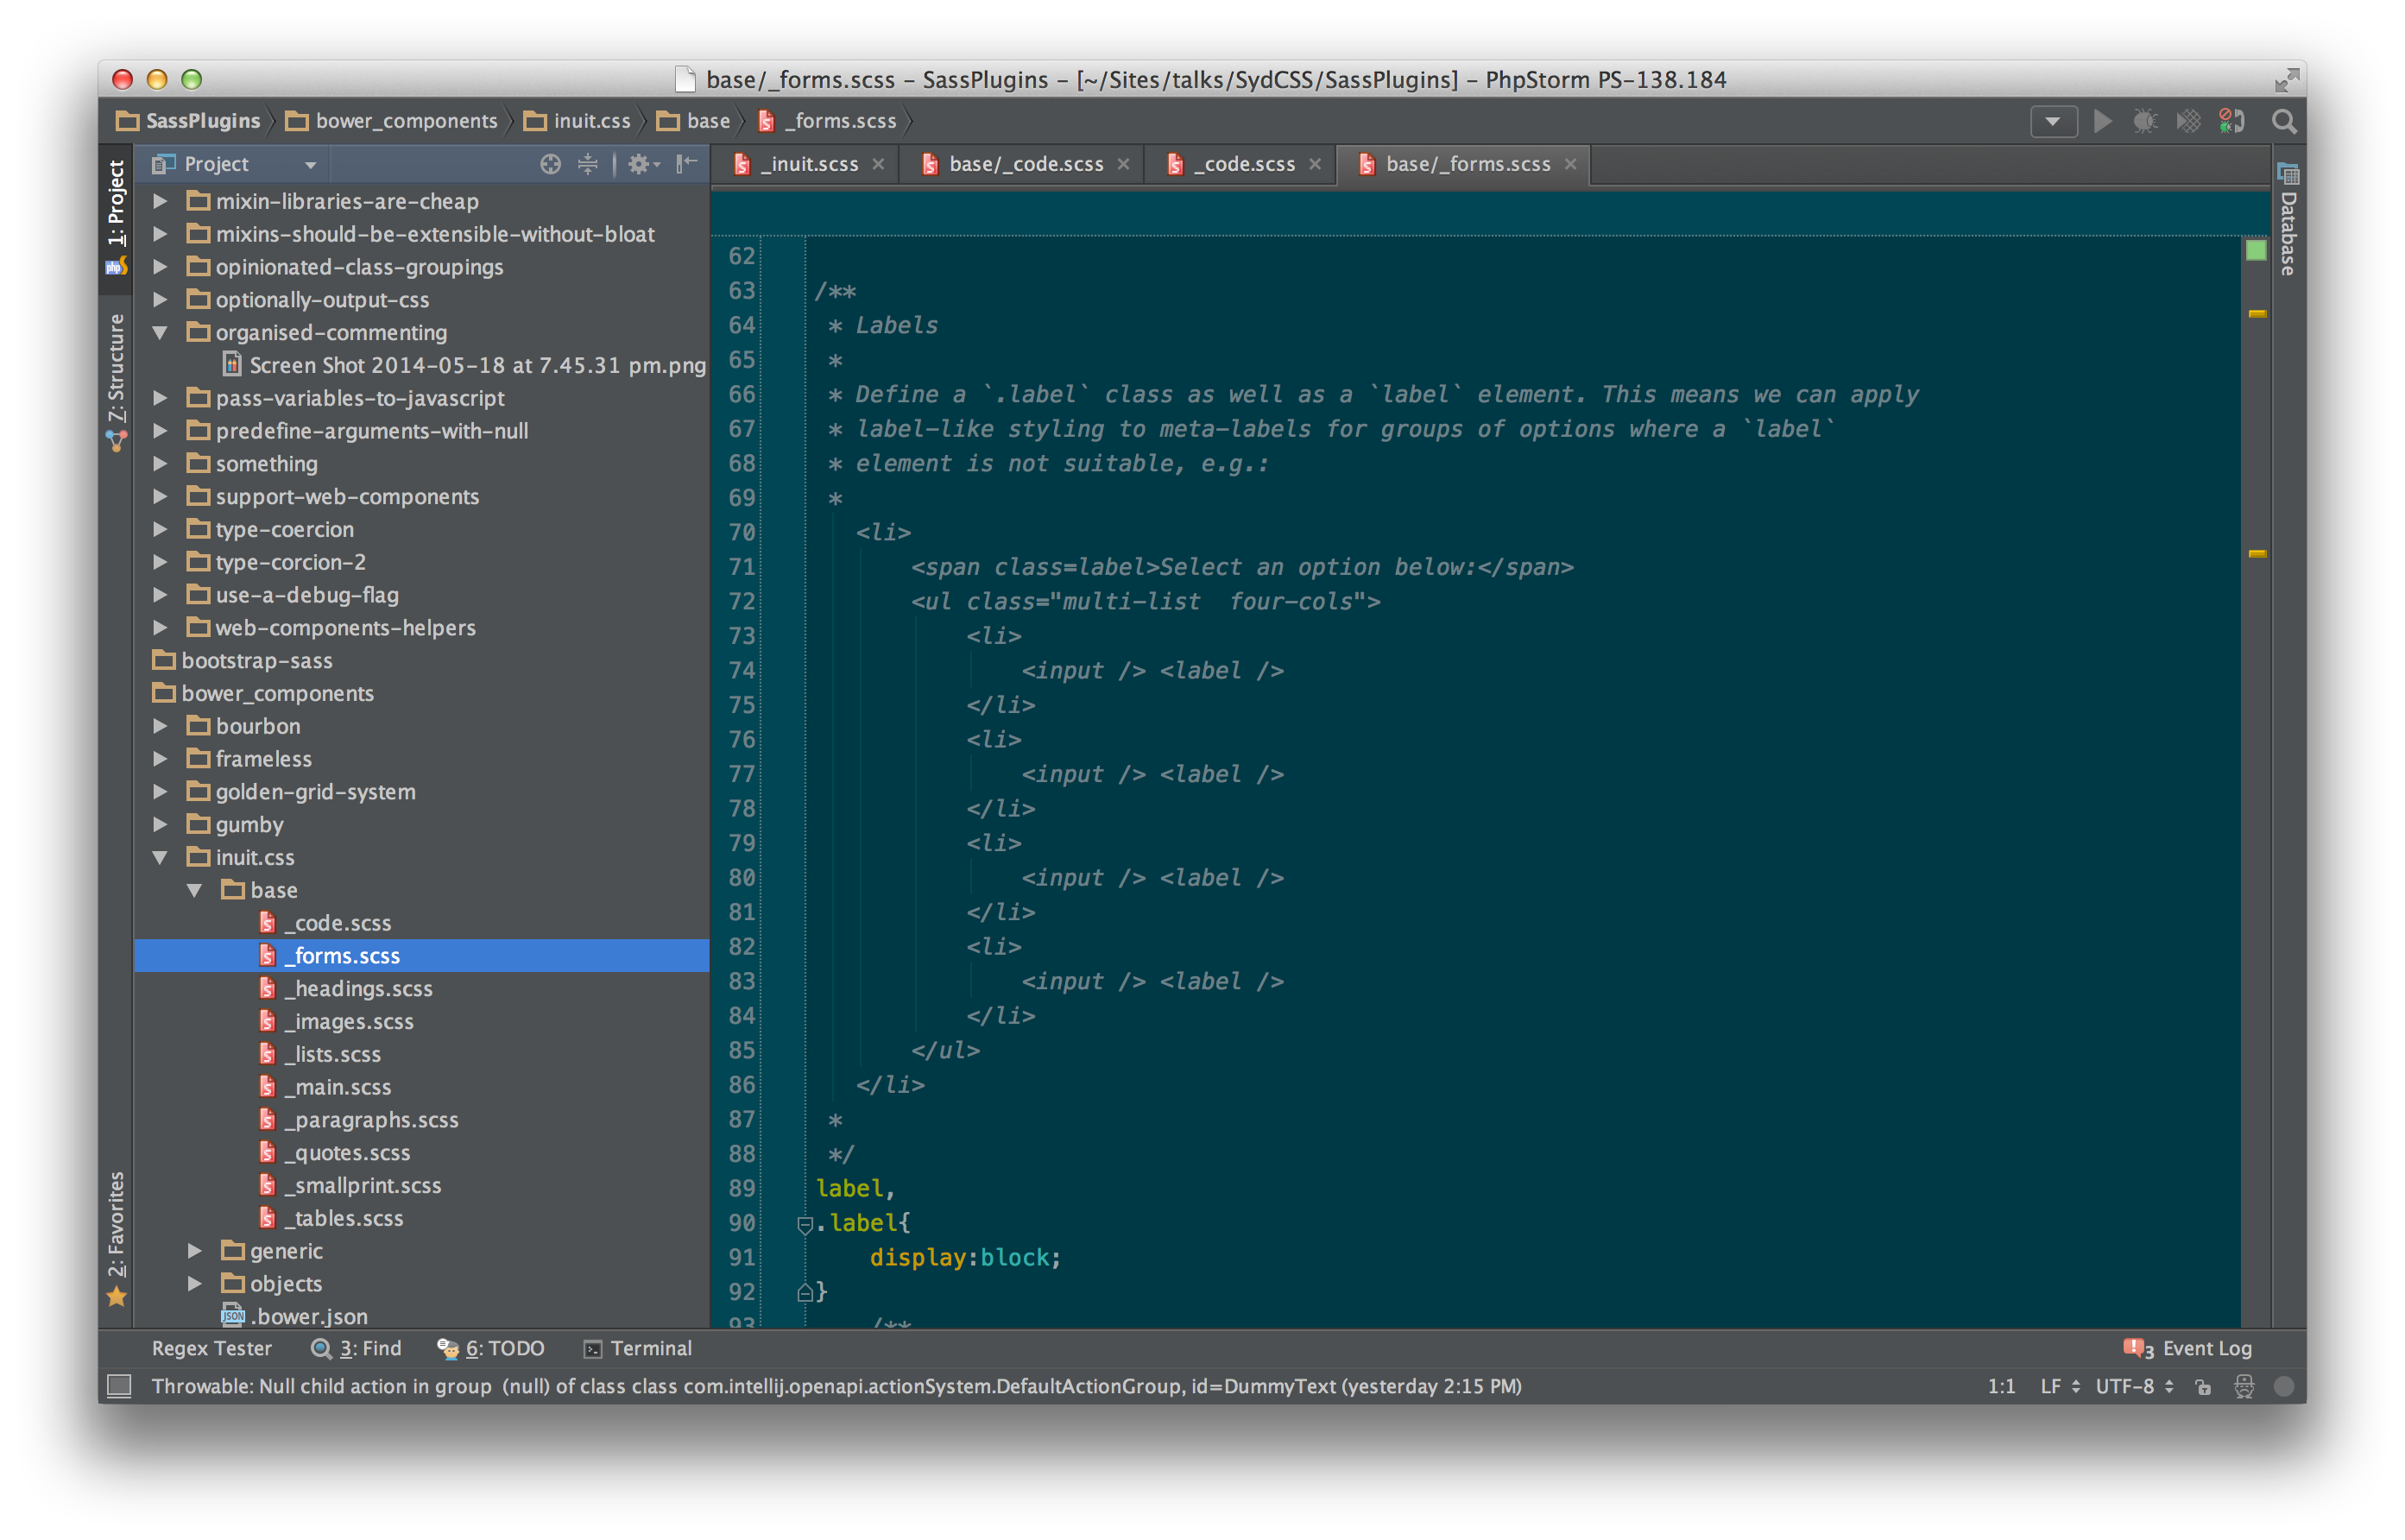 base/_forms.scss – SassPlugins – [~/Sites/talks/SydCSS/SassPlugins] – PhpStorm PS-138.184
SassPlugins bower_components inuit.css base _forms.scss
1: Project
7: Structure
2: Favorites
Project
mixin-libraries-are-cheap
mixins-should-be-extensible-without-bloat
opinionated-class-groupings
optionally-output-css
organised-commenting
Screen Shot 2014-05-18 at 7.45.31 pm.png
pass-variables-to-javascript
predefine-arguments-with-null
something
support-web-components
type-coercion
type-corcion-2
use-a-debug-flag
web-components-helpers
bootstrap-sass
bower_components
bourbon
frameless
golden-grid-system
gumby
inuit.css
base
_code.scss
_forms.scss
_headings.scss
_images.scss
_lists.scss
_main.scss
_paragraphs.scss
_quotes.scss
_smallprint.scss
_tables.scss
generic
objects
.bower.json
_inuit.scss base/_code.scss _code.scss base/_forms.scss
62
63 /**
64 * Labels
65 *
66 * Define a `.label` class as well as a `label` element. This means we can apply
67 * label-like styling to meta-labels for groups of options where a `label`
68 * element is not suitable, e.g.:
69 *
70 <li>
71 <span class=label>Select an option below:</span>
72 <ul class="multi-list  four-cols">
73 <li>
74 <input /> <label />
75 </li>
76 <li>
77 <input /> <label />
78 </li>
79 <li>
80 <input /> <label />
81 </li>
82 <li>
83 <input /> <label />
84 </li>
85 </ul>
86 </li>
87 *
88 */
89 label,
90 .label{
91 display:block;
92 }
93 /**
Database
Regex Tester 3: Find 6: TODO Terminal 3 Event Log
Throwable: Null child action in group (null) of class class com.intellij.openapi.actionSystem.DefaultActionGroup, id=DummyText (yesterday 2:15 PM) 1:1 LF UTF-8